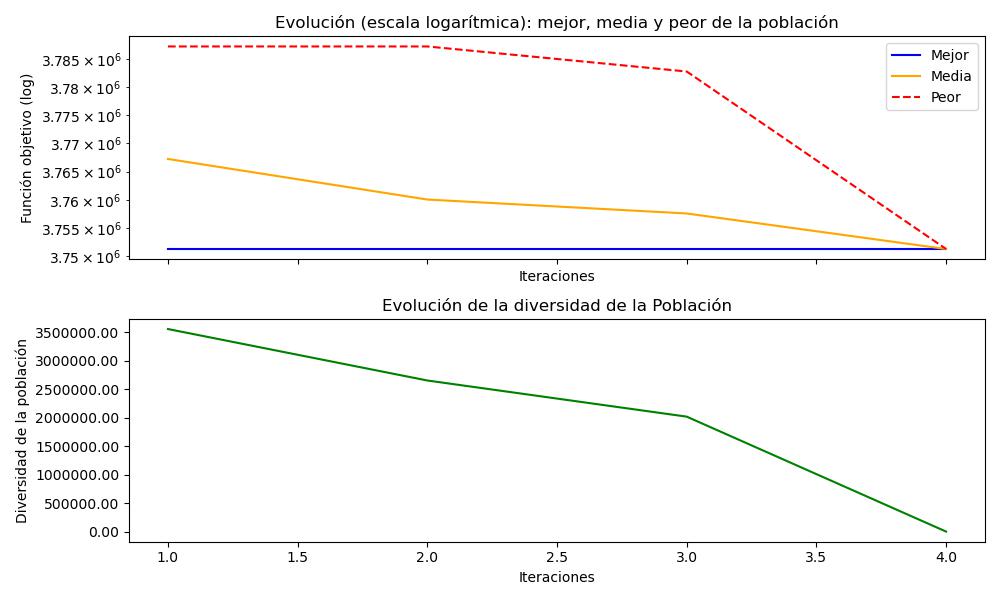 Evolución (escala logarítmica): mejor, media y peor de la población
Función objetivo (log)
3.785 × 10⁶
3.78 × 10⁶
3.775 × 10⁶
3.77 × 10⁶
3.765 × 10⁶
3.76 × 10⁶
3.755 × 10⁶
3.75 × 10⁶
Mejor
Media
Peor
Iteraciones
Evolución de la diversidad de la Población
Diversidad de la población
3500000.00
3000000.00
2500000.00
2000000.00
1500000.00
1000000.00
500000.00
0.00
1.0 1.5 2.0 2.5 3.0 3.5 4.0
Iteraciones